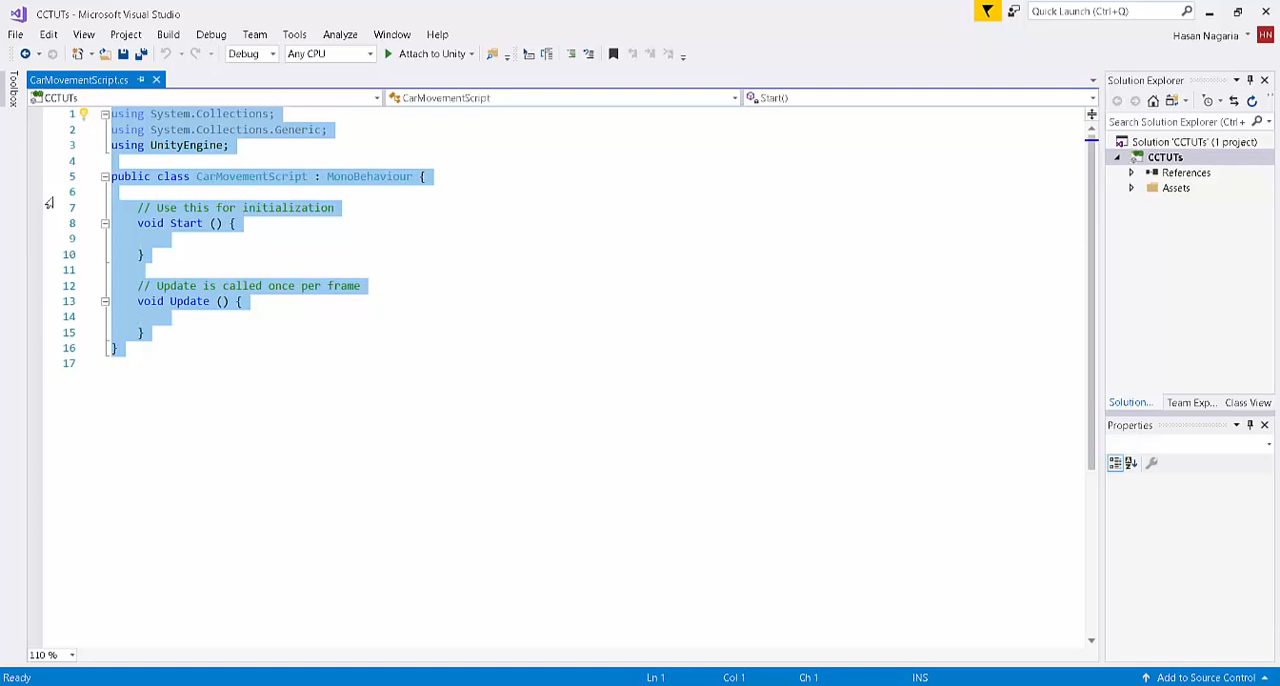 CCTUTs - Microsoft Visual Studio
Quick Launch (Ctrl+Q)
File Edit View Project Build Debug Team Tools Analyze Window Help
Hasan Nagaria HN
Debug Any CPU Attach to Unity
Toolbox
CarMovementScript.cs
CCTUTs CarMovementScript Start()
1 using System.Collections;
2 using System.Collections.Generic;
3 using UnityEngine;
4
5 public class CarMovementScript : MonoBehaviour {
6
7 // Use this for initialization
8 void Start () {
9
10 }
11
12 // Update is called once per frame
13 void Update () {
14
15 }
16 }
17
110 %
Solution Explorer
Search Solution Explorer (Ctrl+
Solution 'CCTUTs' (1 project)
CCTUTs
References
Assets
Solution... Team Exp... Class View
Properties
Ready Ln 1 Col 1 Ch 1 INS Add to Source Control